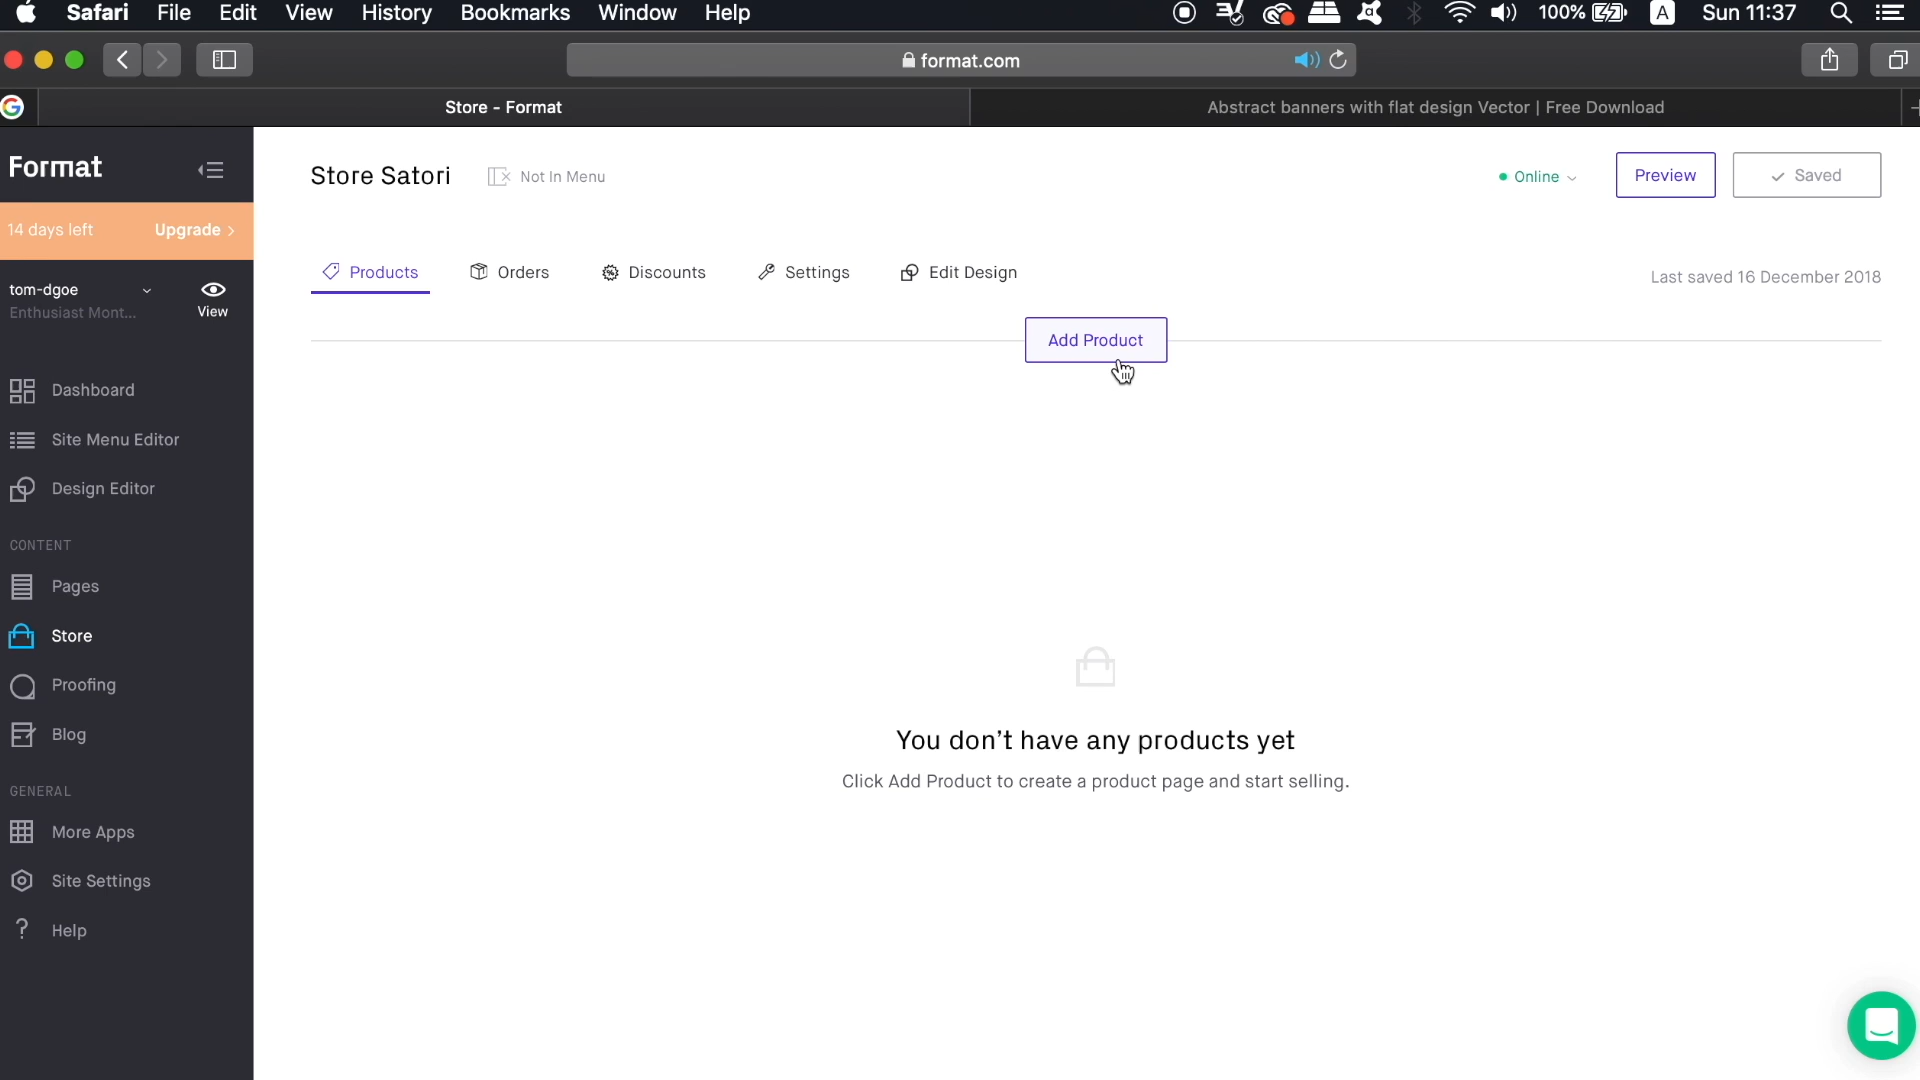 Safari File Edit View History Bookmarks Window Help 100% A Sun 11:37
format.com
Store - Format
Abstract banners with flat design Vector | Free Download
Format
14 days left Upgrade >
tom-dgoe
Enthusiast Mont...
View
Dashboard
Site Menu Editor
Design Editor
CONTENT
Pages
Store
Proofing
Blog
GENERAL
More Apps
Site Settings
? Help
Store Satori
Not In Menu
Online
Preview
Saved
Products
Orders
Discounts
Settings
Edit Design
Last saved 16 December 2018
Add Product
You don’t have any products yet
Click Add Product to create a product page and start selling.